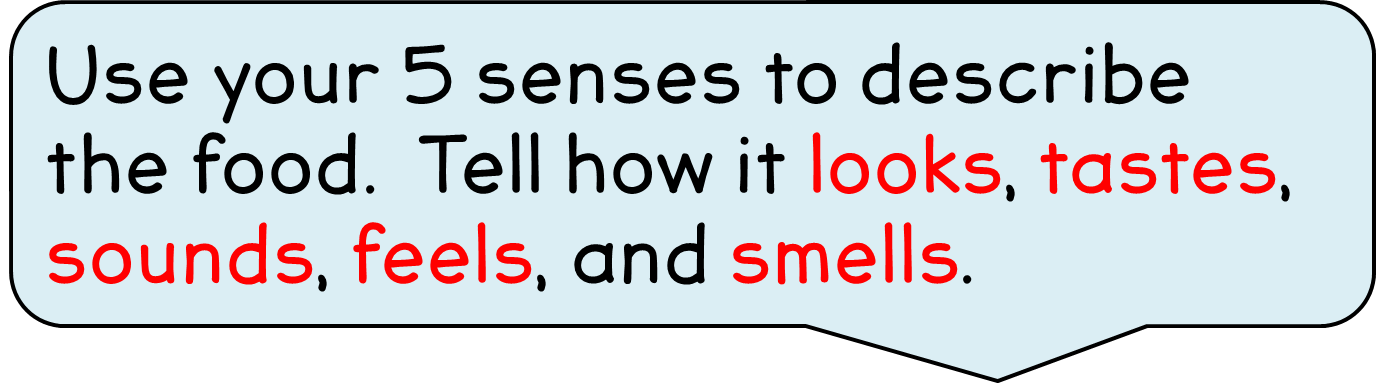 Use your 5 senses to describe
the food.  Tell how it looks, tastes,
sounds, feels, and smells.